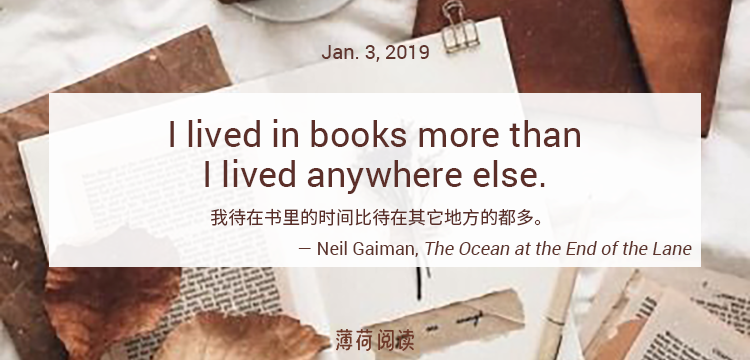 Jan. 3, 2019
I lived in books more than
I lived anywhere else.
我待在书里的时间比待在其它地方的都多。
— Neil Gaiman, The Ocean at the End of the Lane
薄荷阅读